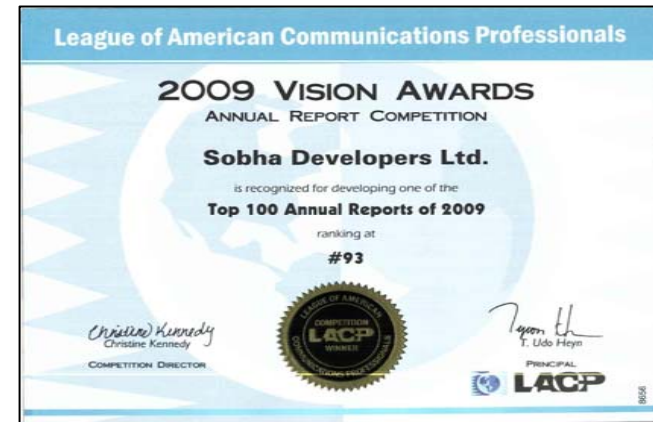 League of American Communications Professionals
2009 VISION AWARDS
ANNUAL REPORT COMPETITION
Sobha Developers Ltd.
is recognized for developing one of the
Top 100 Annual Reports of 2009
ranking at
#93
Christine Kennedy
Christine Kennedy
COMPETITION DIRECTOR
LEAGUE OF AMERICAN
COMPETITION
LACP
WINNER
COMMUNICATIONS PROFESSIONALS
T. Udo Heyn
PRINCIPAL
LACP
8656